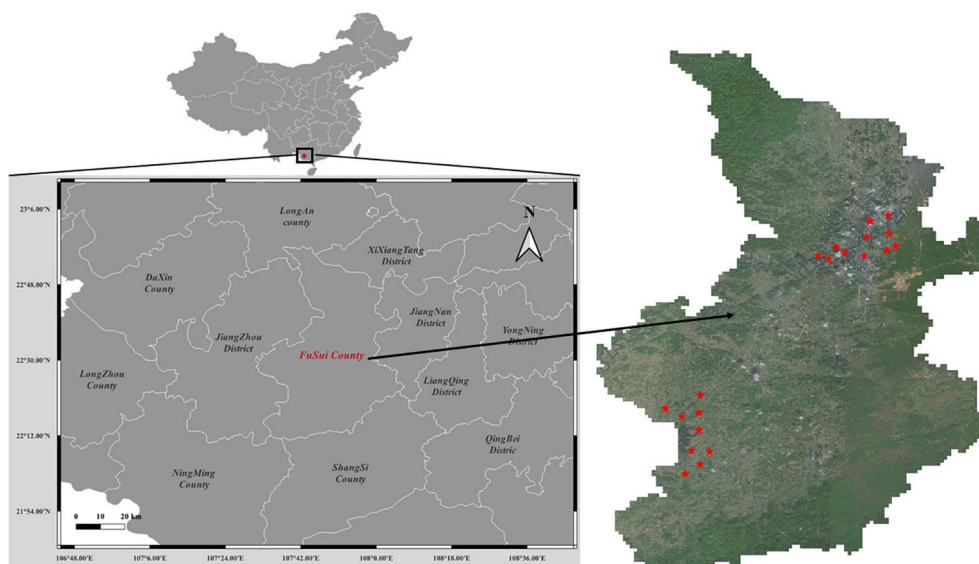 LongAn
county
N
XiXiangTang
District
DaXin
County
JiangNan
District
JiangZhou
District
YongNing
District
FuSui County
LongZhou
County
LiangQing
District
QingBei
Distric
NingMing
County
ShangSi
County
0 10 20 km
23°6.00'N
22°48.00'N
22°30.00'N
22°12.00'N
21°54.00'N
106°48.00'E 107°6.00'E 107°24.00'E 107°42.00'E 108°0.00'E 108°18.00'E 108°36.00'E